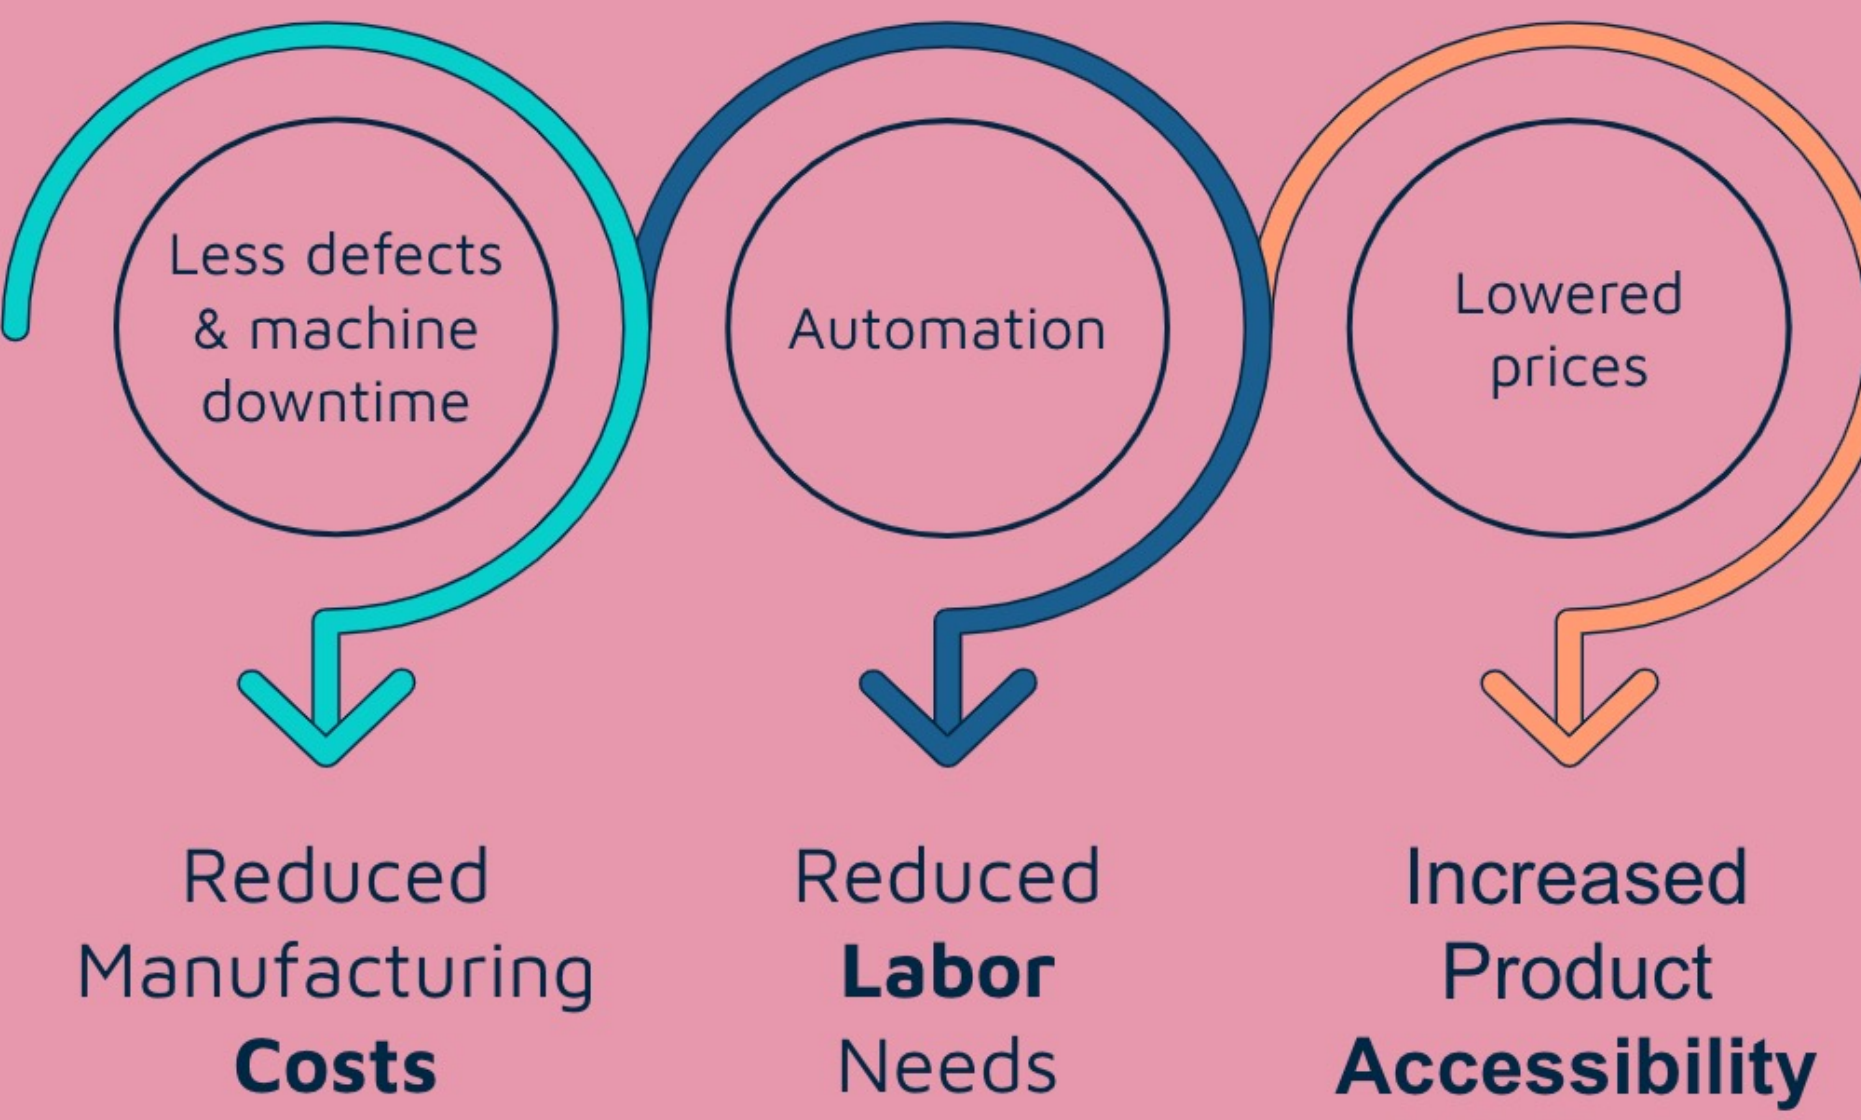 Less defects
& machine
downtime
Automation
Lowered
prices
Reduced
Manufacturing
Costs
Reduced
Labor
Needs
Increased
Product
Accessibility